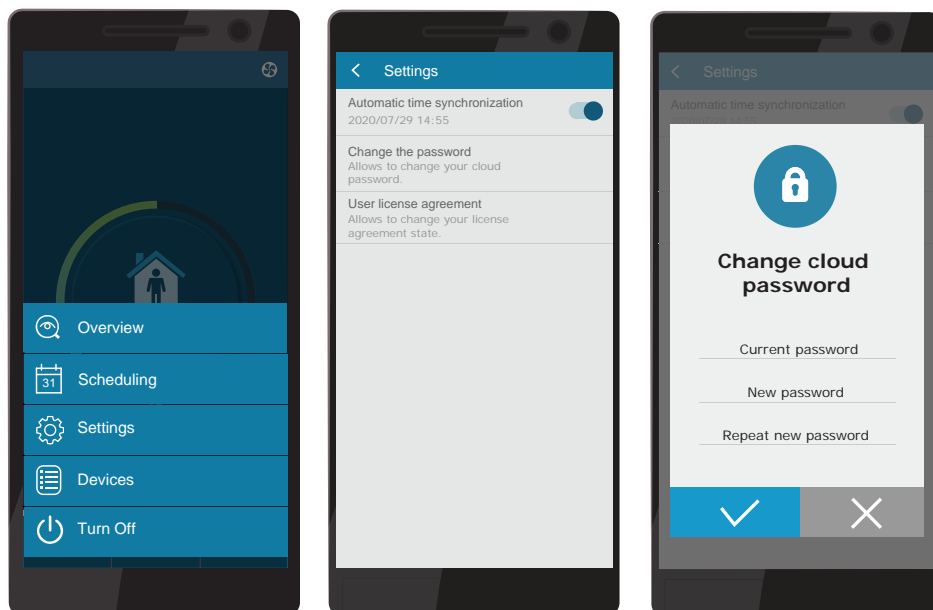 Overview
31
Scheduling
Settings
Devices
Turn Off
Settings
Automatic time synchronization
2020/07/29 14:55
Change the password
Allows to change your cloud
password.
User license agreement
Allows to change your license
agreement state.
Settings
Automatic time synchronization
Change cloud
password
Current password
New password
Repeat new password